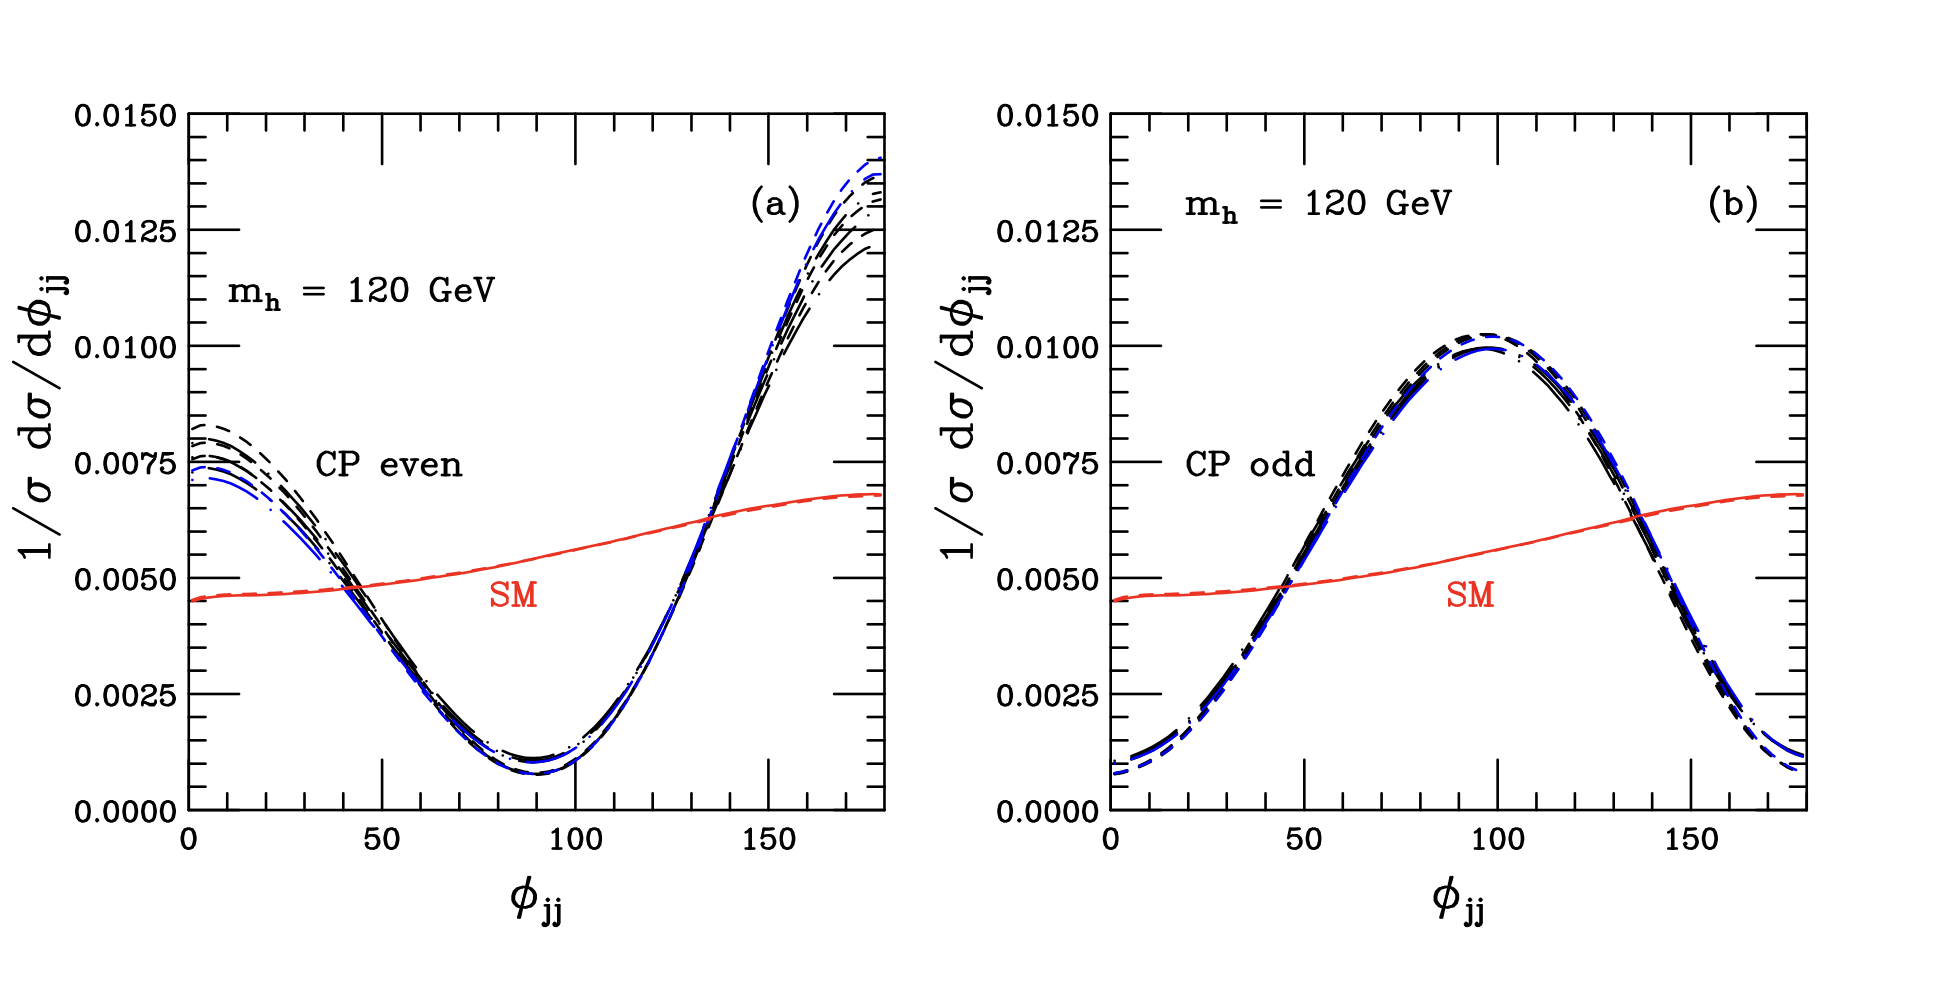 0.0150
0.0125
0.0100
0.0075
0.0050
0.0025
0.0000
0 50 100 150
1/σ dσ/dϕjj
ϕjj
(a)
mh = 120 GeV
CP even
SM
0.0150
0.0125
0.0100
0.0075
0.0050
0.0025
0.0000
0 50 100 150
1/σ dσ/dϕjj
ϕjj
mh = 120 GeV (b)
CP odd
SM